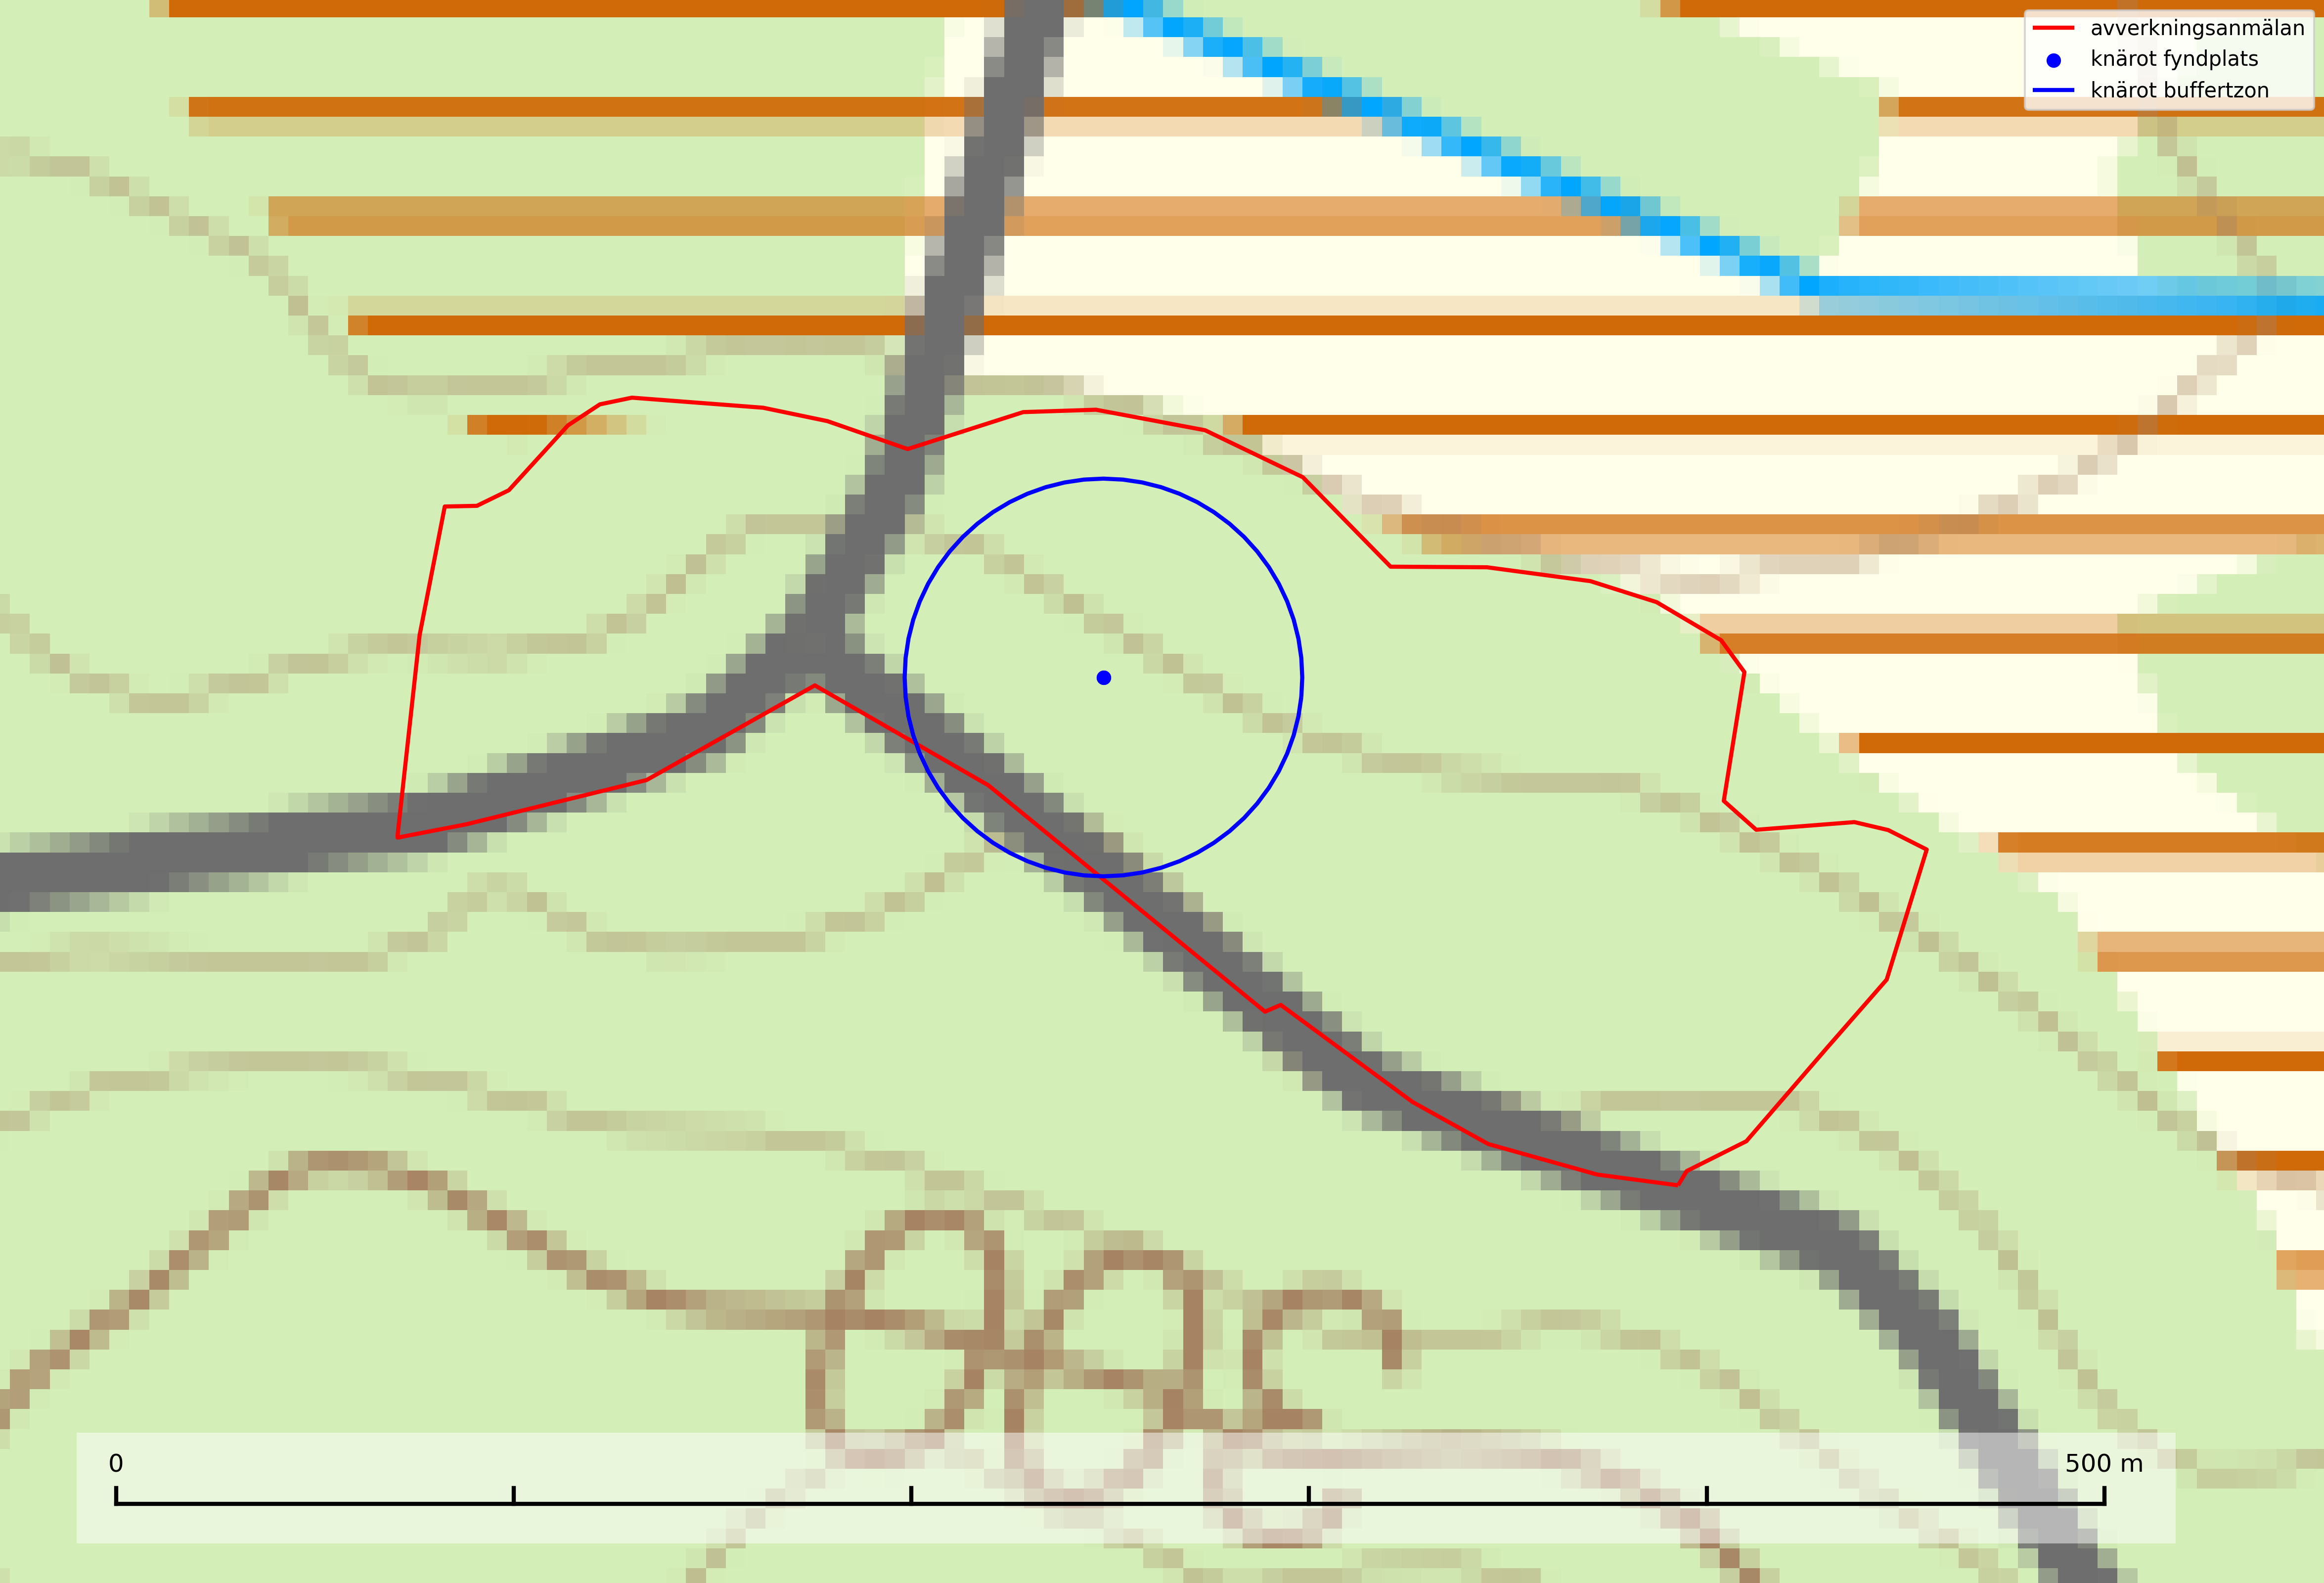 avverkningsanmälan
knärot fyndplats
knärot buffertzon
0
500 m